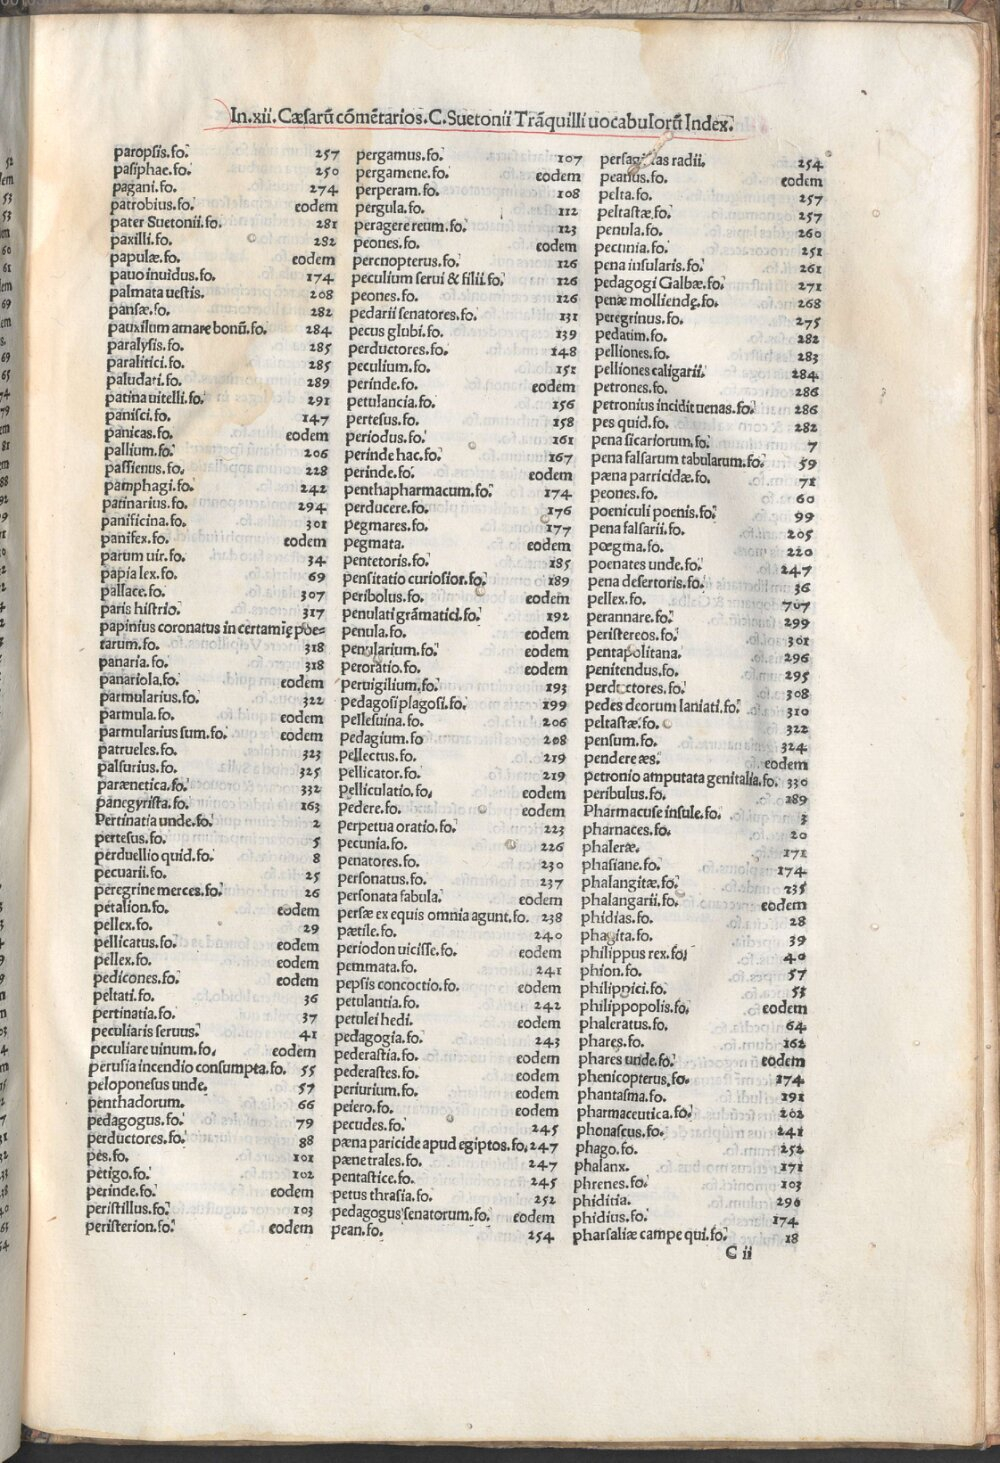 In.xii.Cæsarū cōmētarios.C.Suetonii Trāquilli uocabulorū Index.
paropsis.fo. 257
pasiphae.fo. 250
pagani.fo. 274
patrobius.fo. eodem
pater Suetonii.fo. 281
paxilli.fo. 282
papulæ.fo. eodem
pauo inuidus.fo. 174
palmata uestis. 208
pansæ.fo. 282
pauxilum amare bonū.fo. 284
paralysis.fo. 285
paralitici.fo. 285
paludati.fo. 289
patina uitelli.fo. 291
panisci.fo. 147
panicas.fo. eodem
pallium.fo. 206
passienus.fo. 228
pamphagi.fo. 242
patinarius.fo. 294
panificina.fo. 301
panifex.fo. eodem
parum uir.fo. 34
papia lex.fo. 69
pallace.fo. 307
paris histrio. 317
papinius coronatus in certamie̜ poe-
tarum.fo. 318
panaria.fo. 318
panariola.fo. eodem
parmularius.fo. 322
parmula.fo. eodem
parmularius sum.fo. eodem
patrueles.fo. 323
palsurius.fo. 325
parænetica.fo. 332
panegyrista.fo. 163
Pertinatia unde.fo. 2
pertesus.fo. 5
perduellio quid.fo. 8
pecuarii.fo. 25
peregrine merces.fo. 26
petalion.fo. eodem
pellex.fo. 29
pellicatus.fo. eodem
pellex.fo. eodem
pedicones.fo. eodem
peltati.fo. 36
pertinatia.fo. 37
peculiaris seruus. 41
peculiare uinum.fo. eodem
perusia incendio consumpta.fo. 55
peloponesus unde. 57
penthadorum. 66
pedagogus.fo. 79
perductores.fo. 88
pes.fo. 101
petigo.fo. 102
perinde.fo. eodem
peristillus.fo. 103
peristerion.fo. eodem
pergamus.fo. 107
pergamene.fo. eodem
perperam.fo. 108
pergula.fo. 112
peragere reum.fo. 123
peones.fo. eodem
percnopterus.fo. 126
peculium serui & filii.fo. 126
peones.fo. 126
pedarii senatores.fo. 131
pecus glubi.fo. 139
perductores.fo. 148
peculium.fo. 151
perinde.fo. eodem
petulancia.fo. 156
pertesus.fo. 158
periodus.fo. 161
perinde hac.fo. 167
perinde.fo. eodem
penthapharmacum.fo. 174
perducere.fo. 176
pegmares.fo. 177
pegmata. eodem
pentetoris.fo. 185
pensitatio curiosior.fo. 189
peribolus.fo. eodem
penulati grāmatici.fo. 192
penula.fo. eodem
penularium.fo. eodem
peroratio.fo. eodem
peruigilium.fo. 193
pedagosi plagosi.fo. 199
pellesuina.fo. 206
pedagium.fo 208
pellectus.fo. 219
pellicator.fo. 219
pelliculatio.fo. eodem
pedere.fo. eodem
perpetua oratio.fo. 223
pecunia.fo. 226
penatores.fo. 230
personatus.fo. 237
personata fabula. eodem
persæ ex equis omnia agunt.fo. 238
pætile.fo. 240
periodon uicisse.fo. eodem
pemmata.fo. 241
pepsis concoctio.fo. eodem
petulantia.fo. 242
petulei hedi. eodem
pedagogia.fo. 243
pederastia.fo. eodem
pederastes.fo. eodem
periurium.fo. eodem
peiero.fo. eodem
pecudes.fo. 245
pæna paricide apud egiptos.fo. 247
pænetrales.fo. 247
pentastice.fo. 245
petus thrasia.fo. 252
pedagogus senatorum.fo. eodem
pean.fo. 254
radii. 254
peanus.fo. eodem
pelta.fo. 257
peltrastæ.fo. 257
penula.fo. 260
pecunia.fo. 251
pena insularis.fo. 261
pedagogi Galbæ.fo. 271
penæ molliende̜.fo. 268
peregrinus.fo. 275
pedatim.fo. 282
pelliones.fo. 283
pelliones caligarii. 284
petrones.fo. 286
petronius incidit uenas.fo. 286
pes quid.fo. 282
pena sicariorum.fo. 7
pena falsarum tabularum.fo. 59
pæna parricidæ.fo. 71
peones.fo. 60
poeniculi poenis.fo. 99
pena falsarii.fo. 205
pœgma.fo. 220
poenates unde.fo. 247
pena desertoris.fo. 36
pellex.fo. 707
perannare.fo. 299
peristereos.fo. 301
pentapolitana. 296
penitendus.fo. 295
perductores.fo. 308
pedes deorum laniati.fo. 310
peltastæ.fo. 322
pensum.fo. 324
pendere æs. eodem
petronio amputata genitalia.fo. 330
peribulus.fo. 289
Pharmacuse insule.fo. 3
pharnaces.fo. 20
phaleræ. 171
phasiane.fo. 174
phalangitæ.fo. 235
phalangarii.fo. eodem
phidias.fo. 28
phagita.fo. 39
philippus rex.fo. 40
phion.fo. 57
philippici.fo. 55
philippopolis.fo. eodem
phaleratus.fo. 64
phares.fo. 162
phares unde.fo. eodem
phenicopterus.fo. 174
phantasma.fo. 191
pharmaceutica.fo. 202
phonascus.fo. 241
phago.fo. 252
phalanx. 171
phrenes.fo. 103
phiditia. 296
phidius.fo. 174
pharsaliæ campe qui.fo. 18
C ii